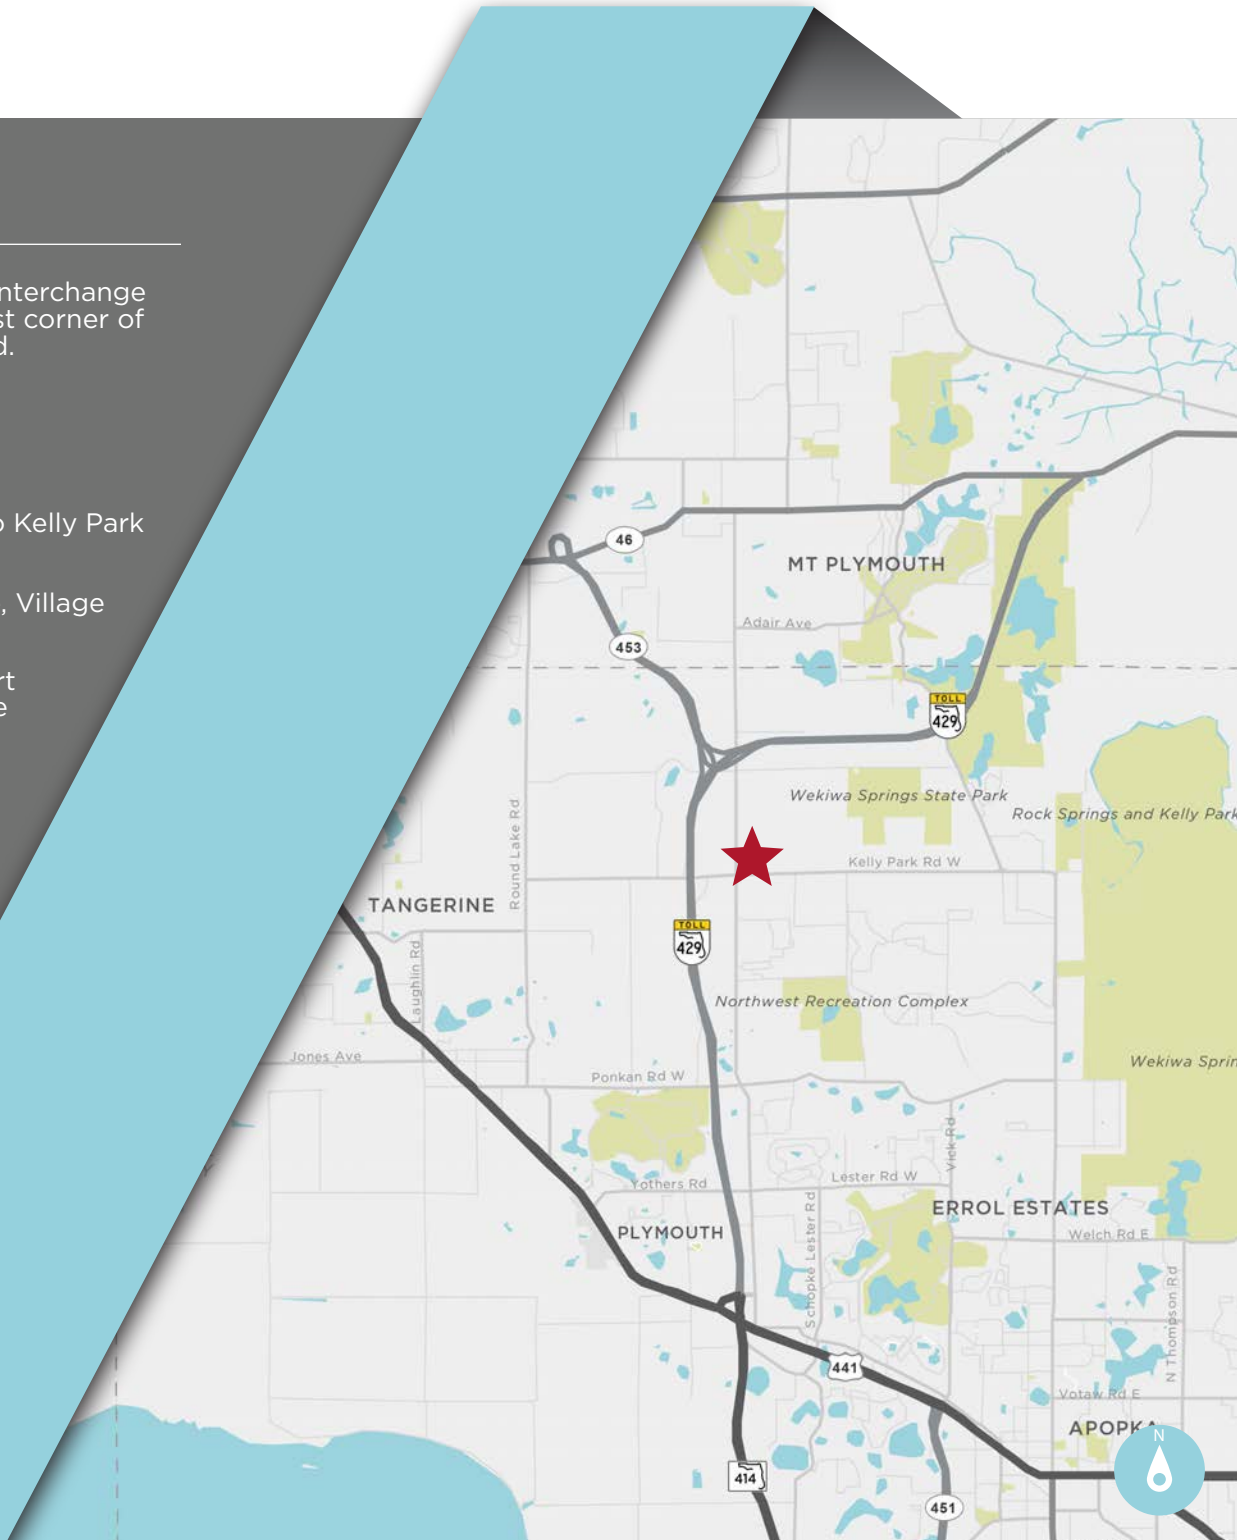 nterchange
st corner of
d.
o Kelly Park
, Village
rt
e
46
MT PLYMOUTH
Adair Ave
453
TOLL
429
Wekiwa Springs State Park
Rock Springs and Kelly Park
Round Lake Rd
Kelly Park Rd W
TANGERINE
TOLL
429
Laughlin Rd
Northwest Recreation Complex
Jones Ave
Wekiwa Sprin
Ponkan Rd W
Vick Rd
Lester Rd W
Yothers Rd
ERROL ESTATES
PLYMOUTH
Schopke Lester Rd
Welch Rd E
N Thompson Rd
441
Votaw Rd E
APOPKA
N
414
451